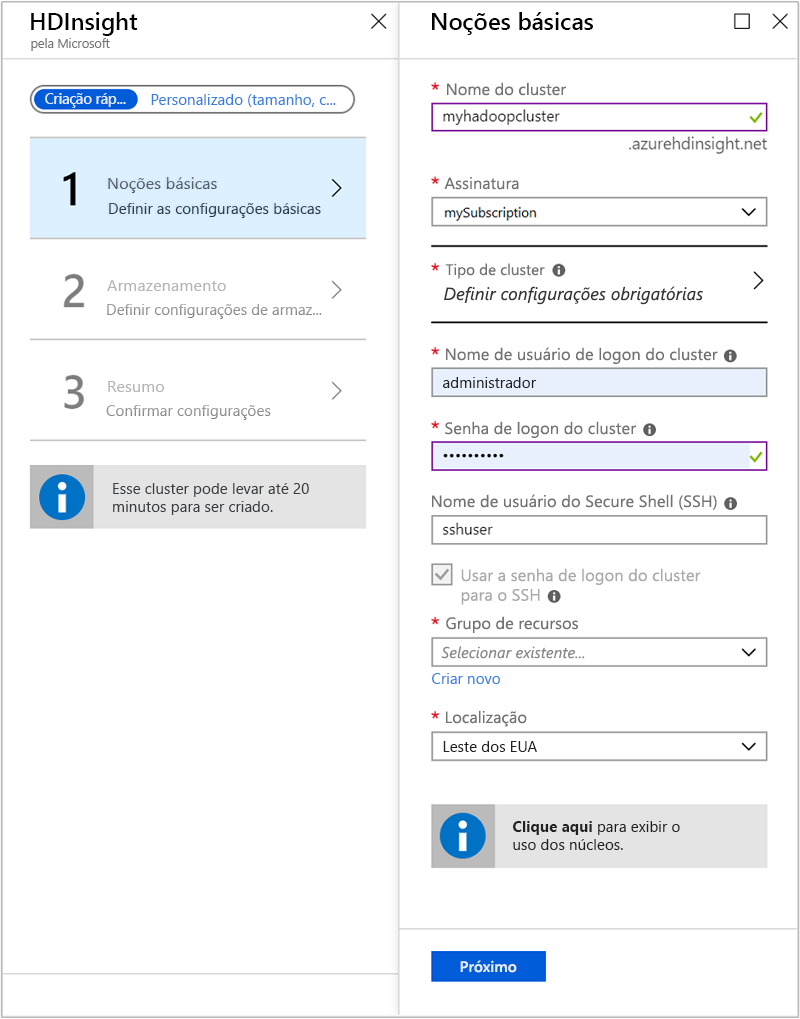 HDInsight
pela Microsoft
Criação ráp...
Personalizado (tamanho, c...
1
Noções básicas
Definir as configurações básicas
2
Armazenamento
Definir configurações de armaz...
3
Resumo
Confirmar configurações
Esse cluster pode levar até 20
minutos para ser criado.
Noções básicas
* Nome do cluster
myhadoopcluster
.azurehdinsight.net
* Assinatura
mySubscription
* Tipo de cluster
Definir configurações obrigatórias
* Nome de usuário de logon do cluster
administrador
* Senha de logon do cluster
••••••••••
Nome de usuário do Secure Shell (SSH)
sshuser
Usar a senha de logon do cluster
para o SSH
* Grupo de recursos
Selecionar existente...
Criar novo
* Localização
Leste dos EUA
Clique aqui para exibir o
uso dos núcleos.
Próximo